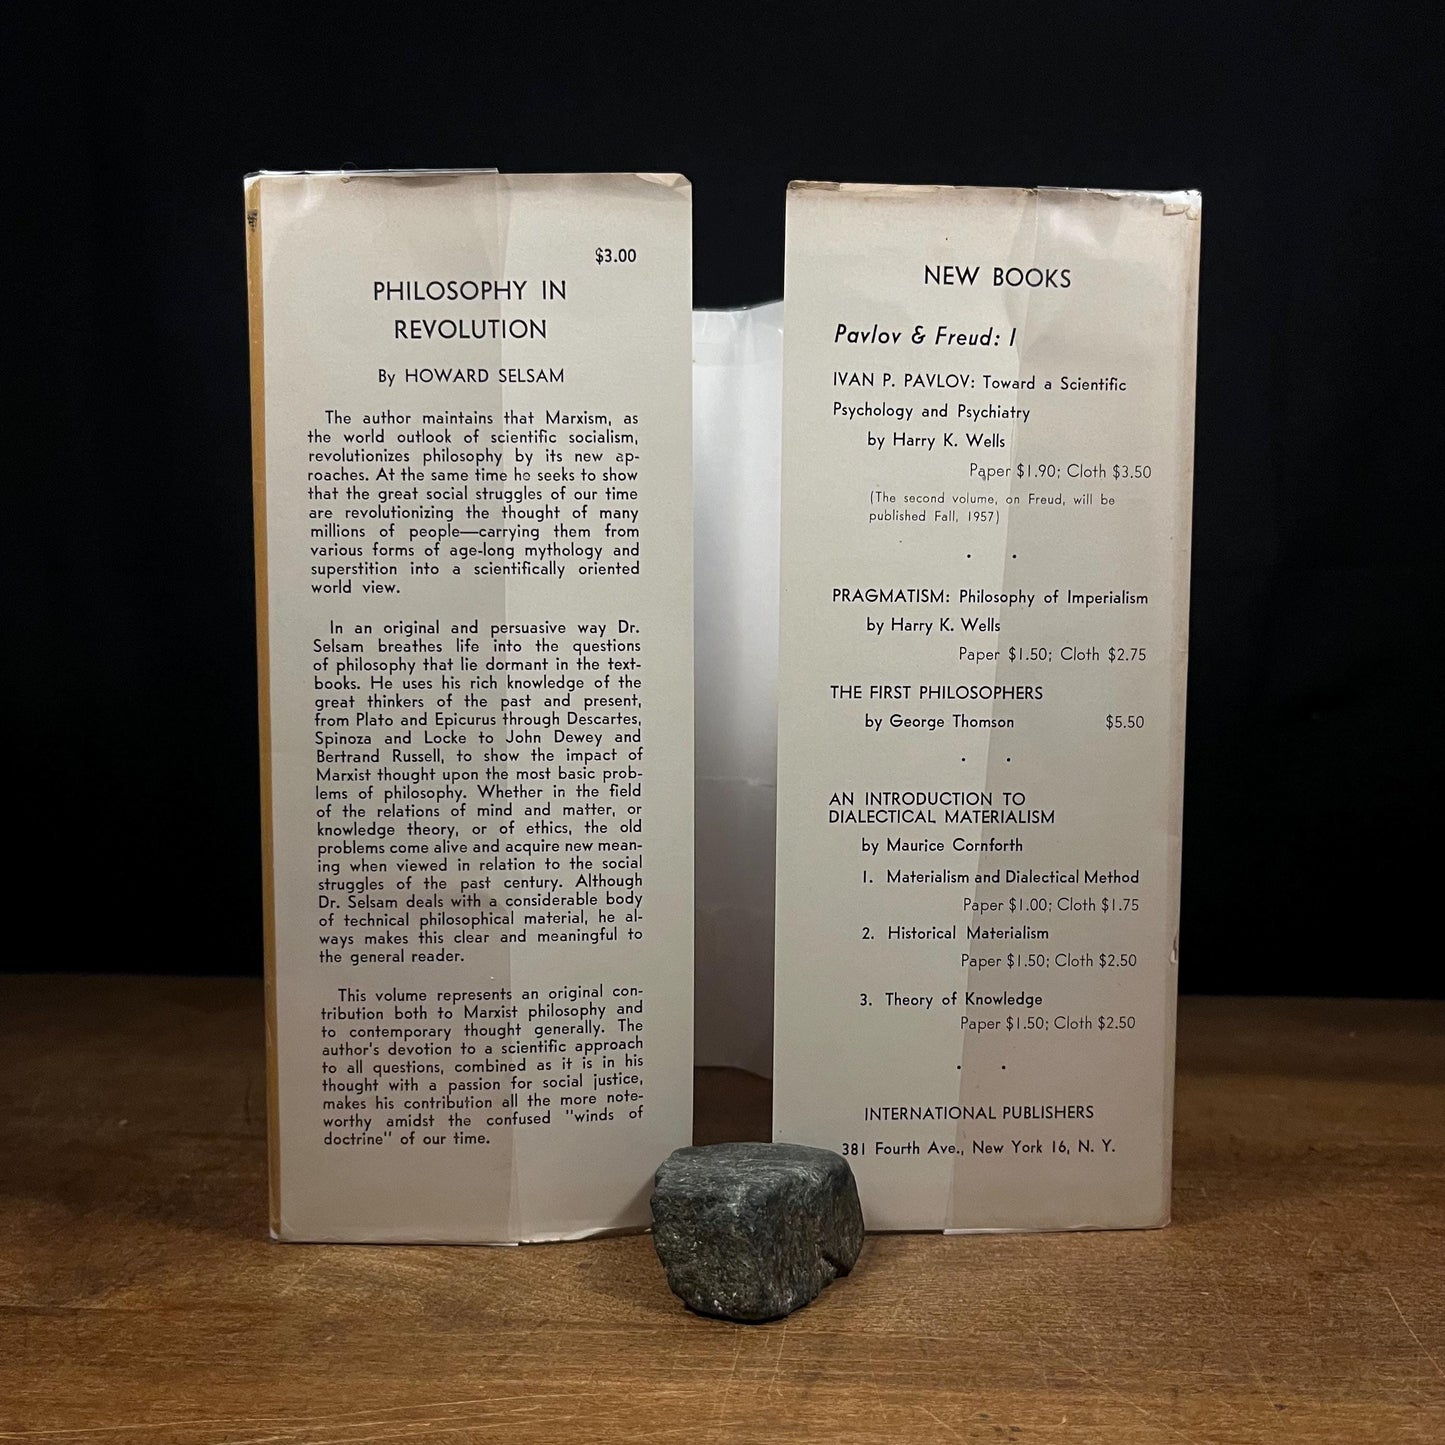 $3.00
PHILOSOPHY IN
REVOLUTION
By HOWARD SELSAM
The author maintains that Marxism, as
the world outlook of scientific socialism,
revolutionizes philosophy by its new ap-
roaches. At the same time he seeks to show
that the great social struggles of our time
are revolutionizing the thought of many
millions of people—carrying them from
various forms of age-long mythology and
superstition into a scientifically oriented
world view.
In an original and persuasive way Dr.
Selsam breathes life into the questions
of philosophy that lie dormant in the text-
books. He uses his rich knowledge of the
great thinkers of the past and present,
from Plato and Epicurus through Descartes,
Spinoza and Locke to John Dewey and
Bertrand Russell, to show the impact of
Marxist thought upon the most basic prob-
lems of philosophy. Whether in the field
of the relations of mind and matter, or
knowledge theory, or of ethics, the old
problems come alive and acquire new mean-
ing when viewed in relation to the social
struggles of the past century. Although
Dr. Selsam deals with a considerable body
of technical philosophical material, he al-
ways makes this clear and meaningful to
the general reader.
This volume represents an original con-
tribution both to Marxist philosophy and
to contemporary thought generally. The
author's devotion to a scientific approach
to all questions, combined as it is in his
thought with a passion for social justice,
makes his contribution all the more note-
worthy amidst the confused "winds of
doctrine" of our time.
NEW BOOKS
Pavlov & Freud: I
IVAN P. PAVLOV: Toward a Scientific
Psychology and Psychiatry
by Harry K. Wells
Paper $1.90; Cloth $3.50
(The second volume, on Freud, will be
published Fall, 1957)
PRAGMATISM: Philosophy of Imperialism
by Harry K. Wells
Paper $1.50; Cloth $2.75
THE FIRST PHILOSOPHERS
by George Thomson $5.50
AN INTRODUCTION TO
DIALECTICAL MATERIALISM
by Maurice Cornforth
1. Materialism and Dialectical Method
Paper $1.00; Cloth $1.75
2. Historical Materialism
Paper $1.50; Cloth $2.50
3. Theory of Knowledge
Paper $1.50; Cloth $2.50
INTERNATIONAL PUBLISHERS
381 Fourth Ave., New York 16, N. Y.